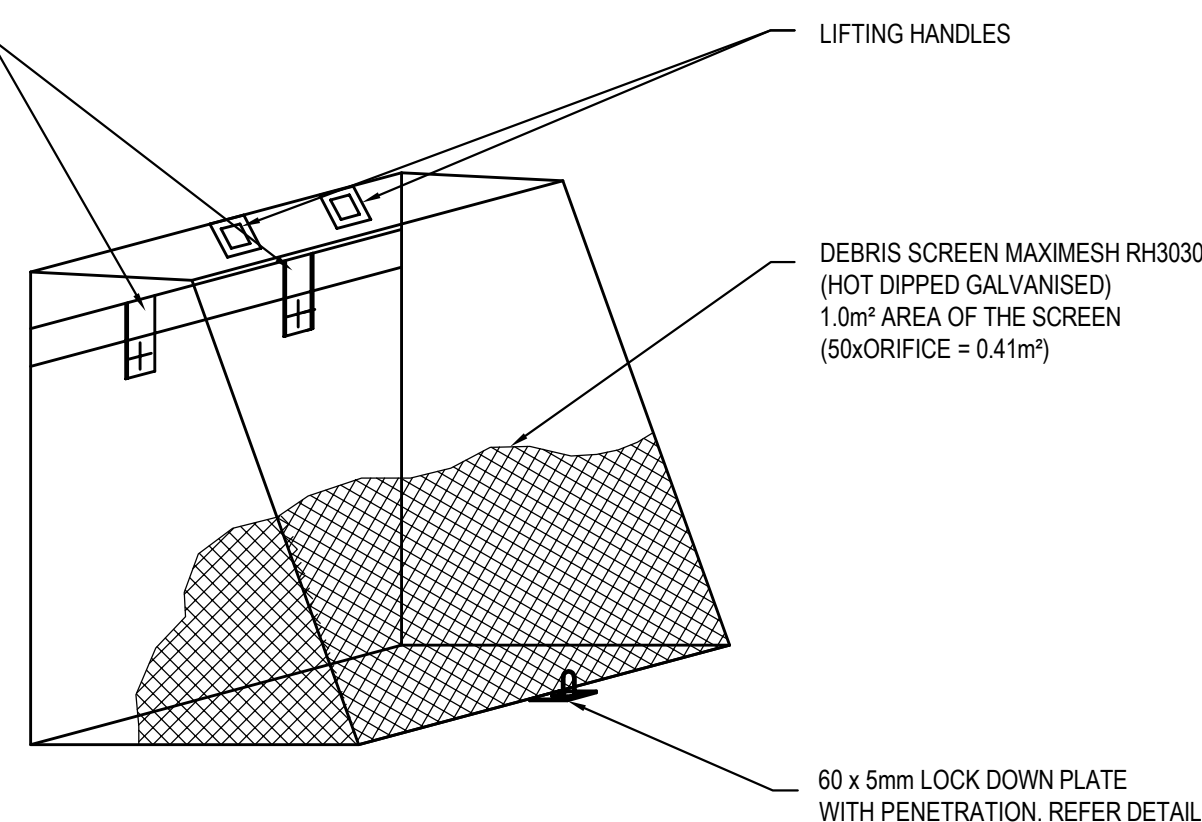 LIFTING HANDLES
DEBRIS SCREEN MAXIMESH RH3030
(HOT DIPPED GALVANISED)
1.0m² AREA OF THE SCREEN
(50xORIFICE = 0.41m²)
60 x 5mm LOCK DOWN PLATE
WITH PENETRATION. REFER DETAIL